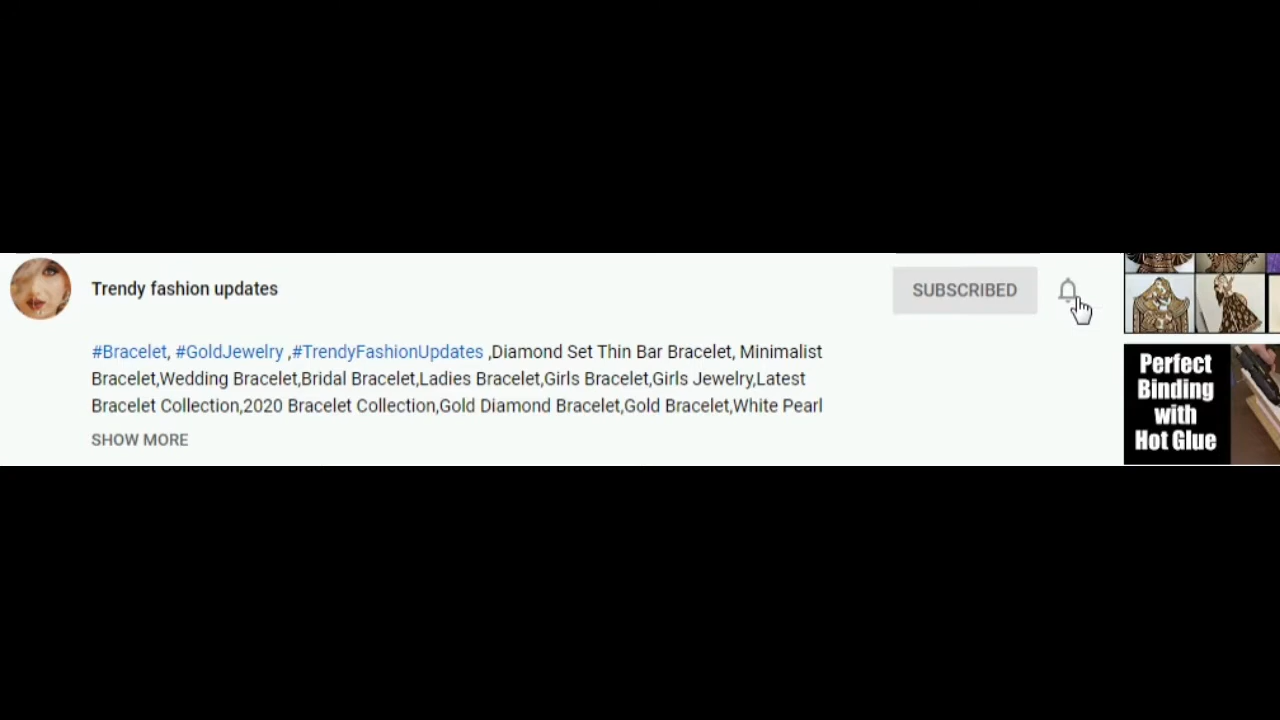 Trendy fashion updates
SUBSCRIBED
#Bracelet, #GoldJewelry ,#TrendyFashionUpdates ,Diamond Set Thin Bar Bracelet, Minimalist
Bracelet,Wedding Bracelet,Bridal Bracelet,Ladies Bracelet,Girls Bracelet,Girls Jewelry,Latest
Bracelet Collection,2020 Bracelet Collection,Gold Diamond Bracelet,Gold Bracelet,White Pearl
SHOW MORE
Perfect
Binding
with
Hot Glue